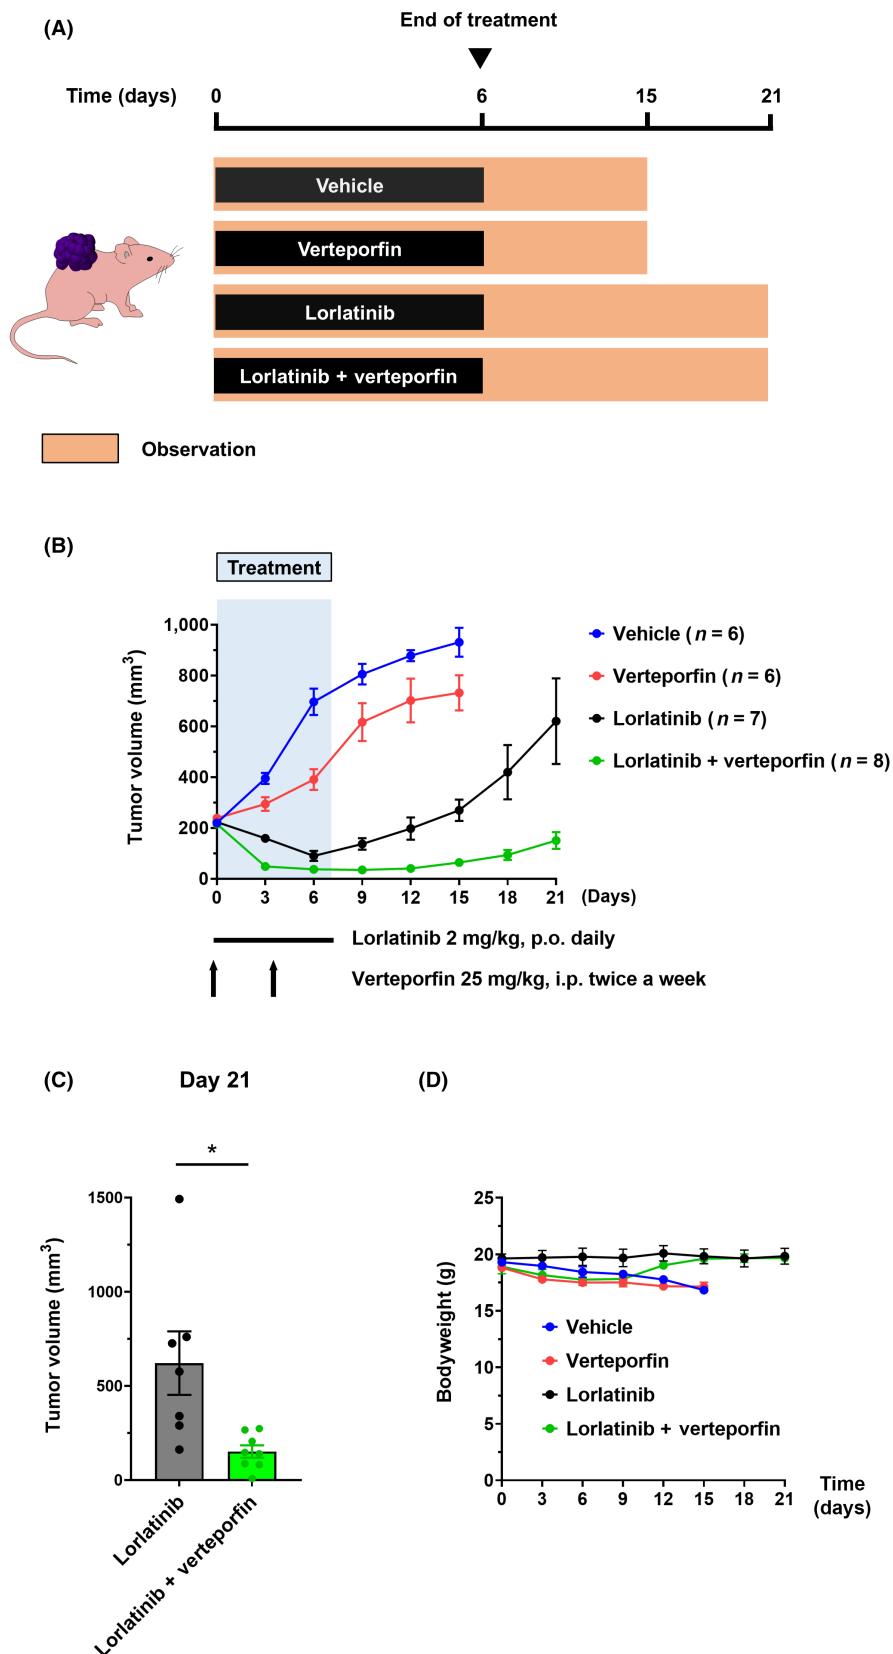 (A)
End of treatment
Time (days)
0 6 15 21
Vehicle
Verteporfin
Lorlatinib
Lorlatinib + verteporfin
Observation
(B)
Treatment
Tumor volume (mm³)
1,000
800
600
400
200
0
0 3 6 9 12 15 18 21 (Days)
Vehicle (n = 6)
Verteporfin (n = 6)
Lorlatinib (n = 7)
Lorlatinib + verteporfin (n = 8)
Lorlatinib 2 mg/kg, p.o. daily
Verteporfin 25 mg/kg, i.p. twice a week
(C)
Day 21
*
Tumor volume (mm³)
1500
1000
500
0
Lorlatinib
Lorlatinib + verteporfin
(D)
Bodyweight (g)
25
20
15
10
5
0
Vehicle
Verteporfin
Lorlatinib
Lorlatinib + verteporfin
0 3 6 9 12 15 18 21
Time
(days)